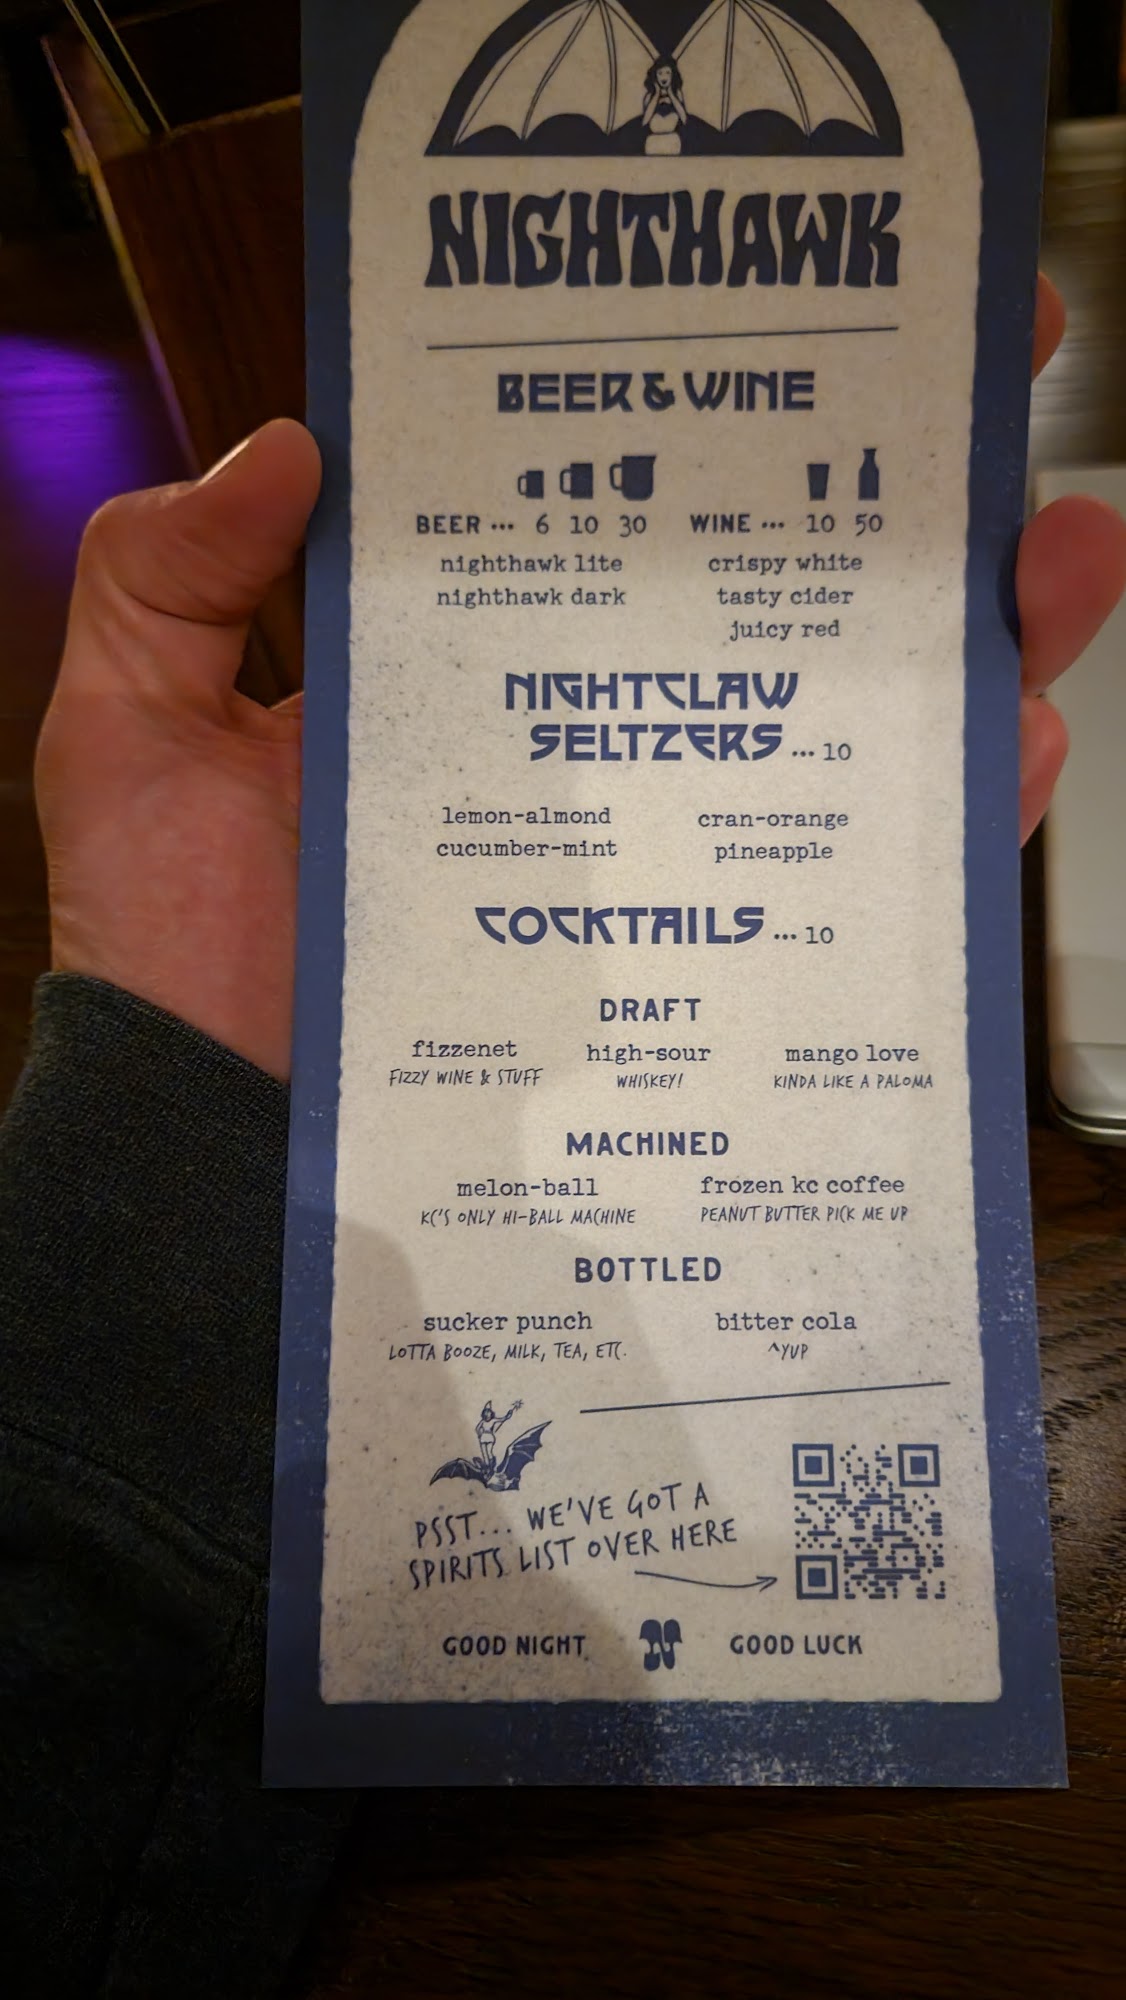 NIGHTHAWK
BEER & WINE
BEER ... 6 10 30
nighthawk lite
nighthawk dark
WINE ... 10 50
crispy white
tasty cider
juicy red
NIGHTCLAW
SELTZERS ... 10
lemon-almond
cucumber-mint
cran-orange
pineapple
COCKTAILS ... 10
DRAFT
fizzenet
FIZZY WINE & STUFF
high-sour
WHISKEY!
mango love
KINDA LIKE A PALOMA
MACHINED
melon-ball
KC'S ONLY HI-BALL MACHINE
frozen kc coffee
PEANUT BUTTER PICK ME UP
BOTTLED
sucker punch
LOTTA BOOZE, MILK, TEA, ETC.
bitter cola
^YUP
PSST... WE'VE GOT A
SPIRITS LIST OVER HERE
GOOD NIGHT N GOOD LUCK